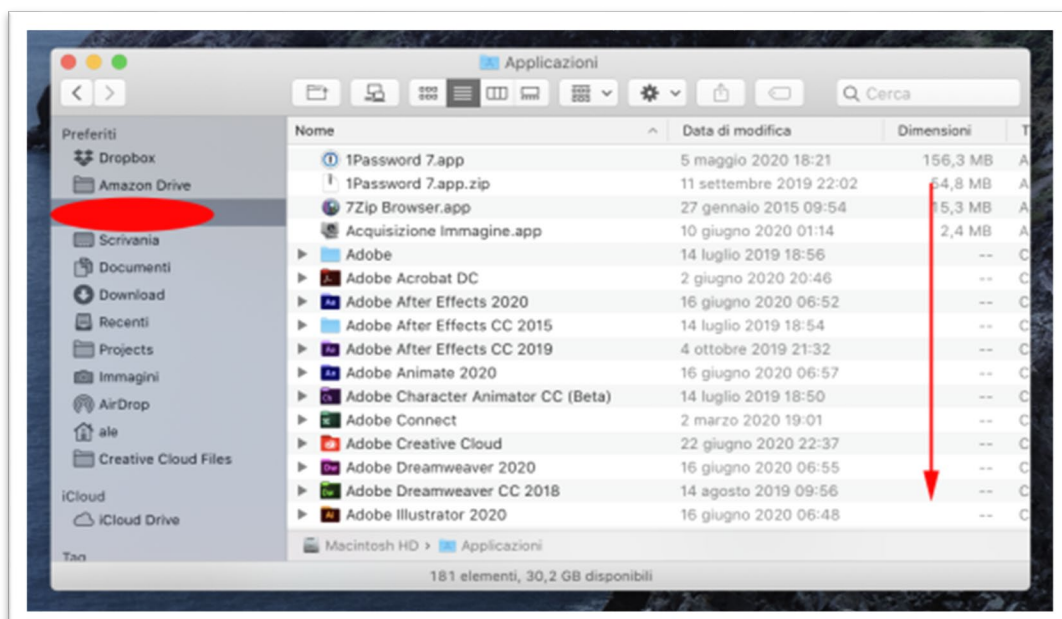 Applicazioni
Cerca
Preferiti
Dropbox
Amazon Drive
Scrivania
Documenti
Download
Recenti
Projects
Immagini
AirDrop
ale
Creative Cloud Files
iCloud
iCloud Drive
Tag
Nome Data di modifica Dimensioni T
1Password 7.app 5 maggio 2020 18:21 156,3 MB A
1Password 7.app.zip 11 settembre 2019 22:02 54,8 MB A
7Zip Browser.app 27 gennaio 2015 09:54 15,3 MB A
Acquisizione Immagine.app 10 giugno 2020 01:14 2,4 MB A
Adobe 14 luglio 2019 18:56 -- C
Adobe Acrobat DC 2 giugno 2020 20:46 -- C
Adobe After Effects 2020 16 giugno 2020 06:52 -- C
Adobe After Effects CC 2015 14 luglio 2019 18:54 -- C
Adobe After Effects CC 2019 4 ottobre 2019 21:32 -- C
Adobe Animate 2020 16 giugno 2020 06:57 -- C
Adobe Character Animator CC (Beta) 14 luglio 2019 18:50 -- C
Adobe Connect 2 marzo 2020 19:01 -- C
Adobe Creative Cloud 22 giugno 2020 22:37 -- C
Adobe Dreamweaver 2020 16 giugno 2020 06:55 -- C
Adobe Dreamweaver CC 2018 14 agosto 2019 09:56 -- C
Adobe Illustrator 2020 16 giugno 2020 06:48 -- C
Macintosh HD › Applicazioni
181 elementi, 30,2 GB disponibili